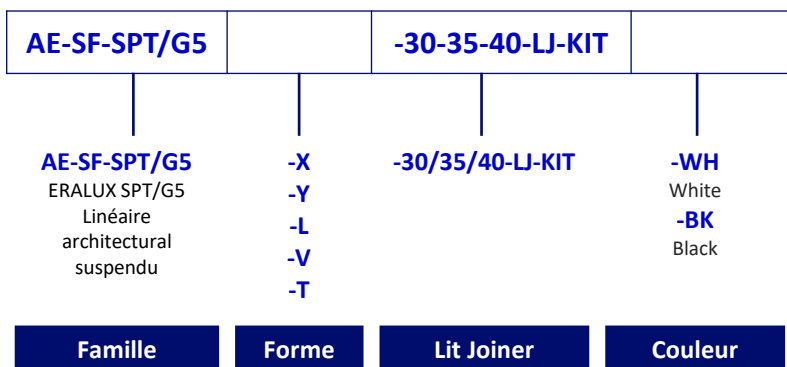 AE-SF-SPT/G5 -30-35-40-LJ-KIT
AE-SF-SPT/G5
ERALUX SPT/G5
Linéaire
architectural
suspendu
-X
-Y
-L
-V
-T
-30/35/40-LJ-KIT
-WH
White
-BK
Black
Famille Forme Lit Joiner Couleur